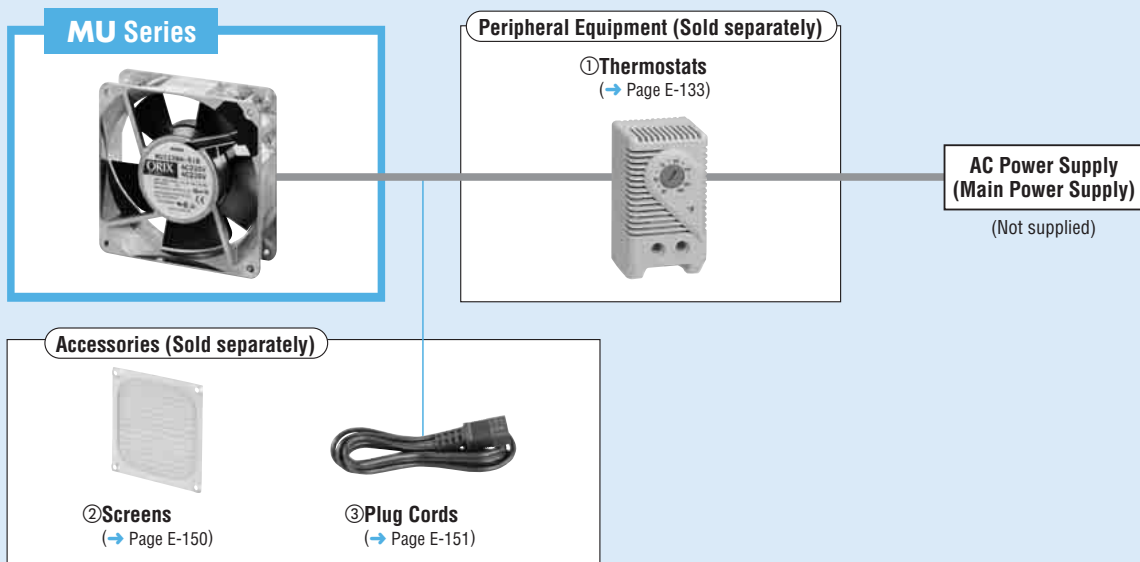 MU Series
Peripheral Equipment (Sold separately)
①Thermostats
(➜ Page E-133)
ORIX
AC Power Supply
(Main Power Supply)
(Not supplied)
Accessories (Sold separately)
②Screens
(➜ Page E-150)
③Plug Cords
(➜ Page E-151)